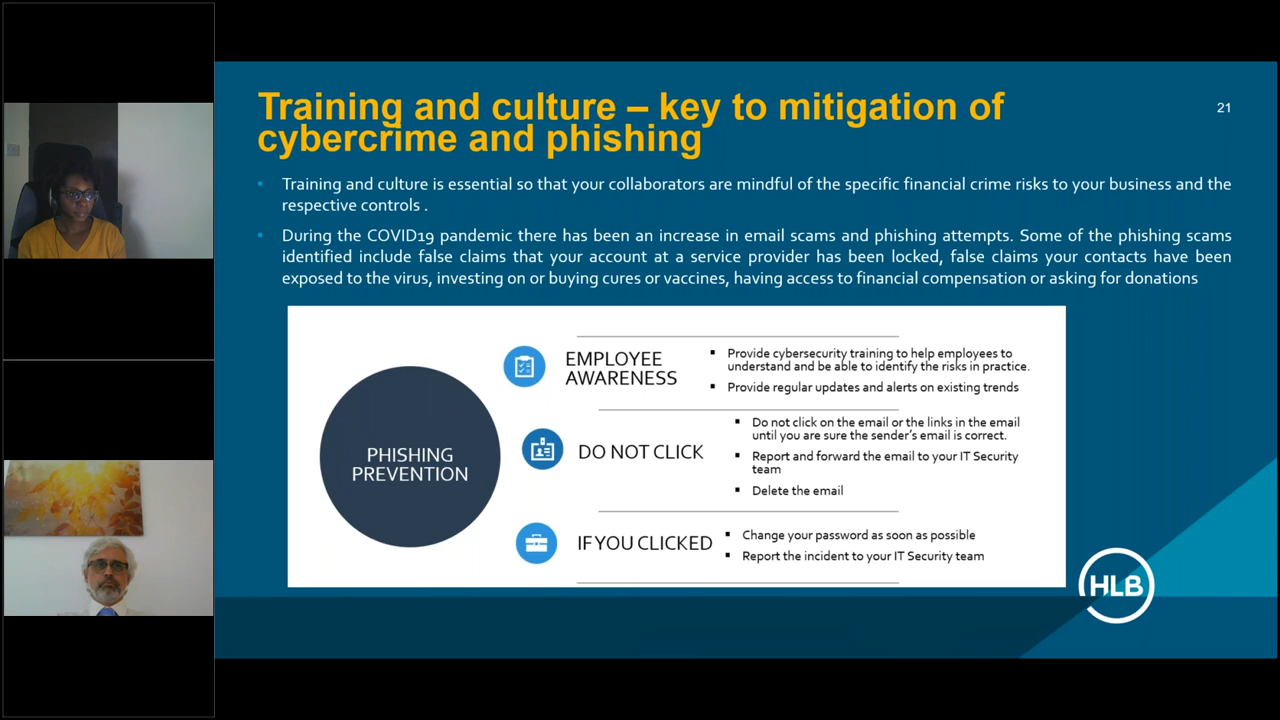 Training and culture – key to mitigation of
cybercrime and phishing
21
• Training and culture is essential so that your collaborators are mindful of the specific financial crime risks to your business and the
respective controls .
• During the COVID19 pandemic there has been an increase in email scams and phishing attempts. Some of the phishing scams
identified include false claims that your account at a service provider has been locked, false claims your contacts have been
exposed to the virus, investing on or buying cures or vaccines, having access to financial compensation or asking for donations
PHISHING
PREVENTION
EMPLOYEE
AWARENESS
▪ Provide cybersecurity training to help employees to
understand and be able to identify the risks in practice.
▪ Provide regular updates and alerts on existing trends
DO NOT CLICK
▪ Do not click on the email or the links in the email
until you are sure the sender's email is correct.
▪ Report and forward the email to your IT Security
team
▪ Delete the email
IF YOU CLICKED
▪ Change your password as soon as possible
▪ Report the incident to your IT Security team
HLB